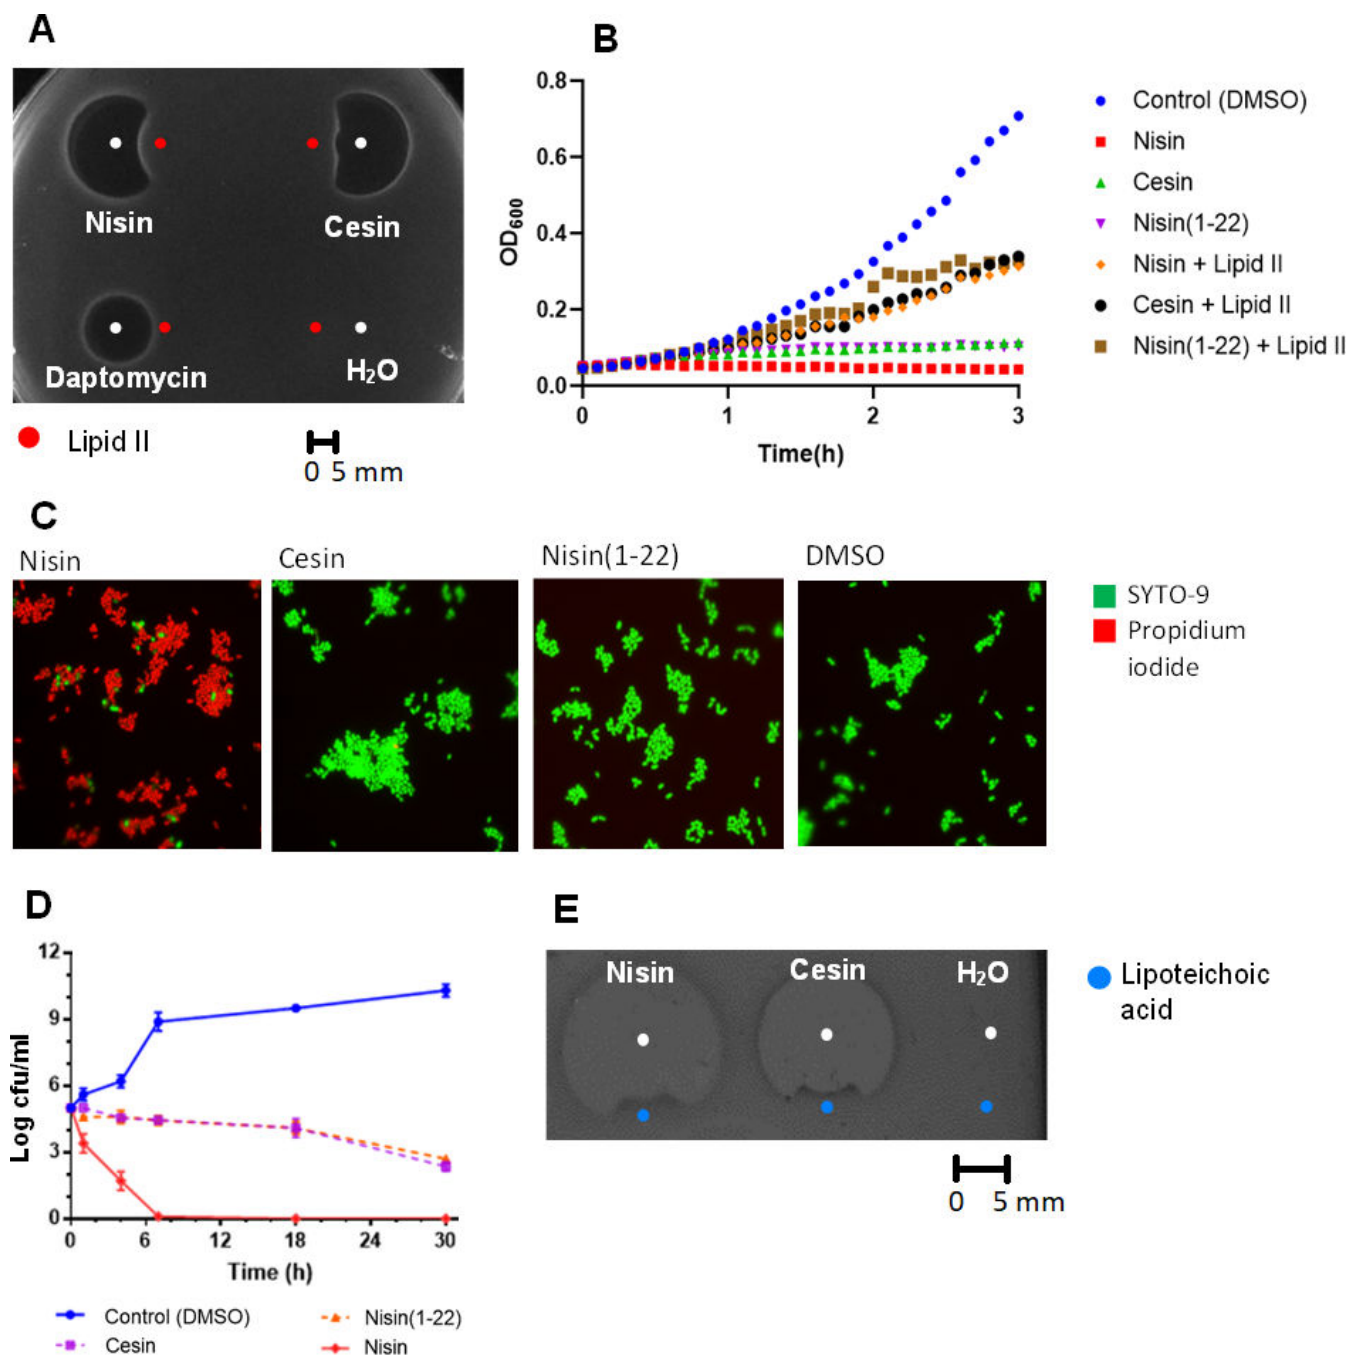 A
Nisin
Cesin
Daptomycin
H₂O
Lipid II
0 5 mm
B
0.8
0.6
0.4
0.2
0.0
OD₆₀₀
0 1 2 3
Time(h)
Control (DMSO)
Nisin
Cesin
Nisin(1-22)
Nisin + Lipid II
Cesin + Lipid II
Nisin(1-22) + Lipid II
C
Nisin
Cesin
Nisin(1-22)
DMSO
SYTO-9
Propidium
iodide
D
12
9
6
3
0
Log cfu/ml
0 6 12 18 24 30
Time (h)
Control (DMSO)
Nisin(1-22)
Cesin
Nisin
E
Nisin
Cesin
H₂O
Lipoteichoic
acid
0 5 mm